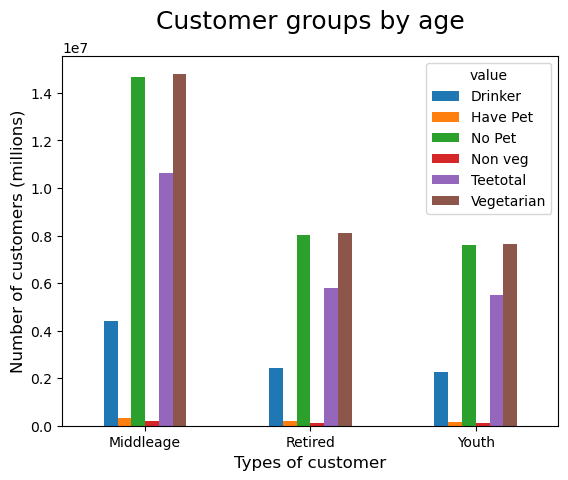 Customer groups by age
1e7
1.4
1.2
1.0
0.8
0.6
0.4
0.2
0.0
Number of customers (millions)
value
Drinker
Have Pet
No Pet
Non veg
Teetotal
Vegetarian
Middleage
Retired
Youth
Types of customer